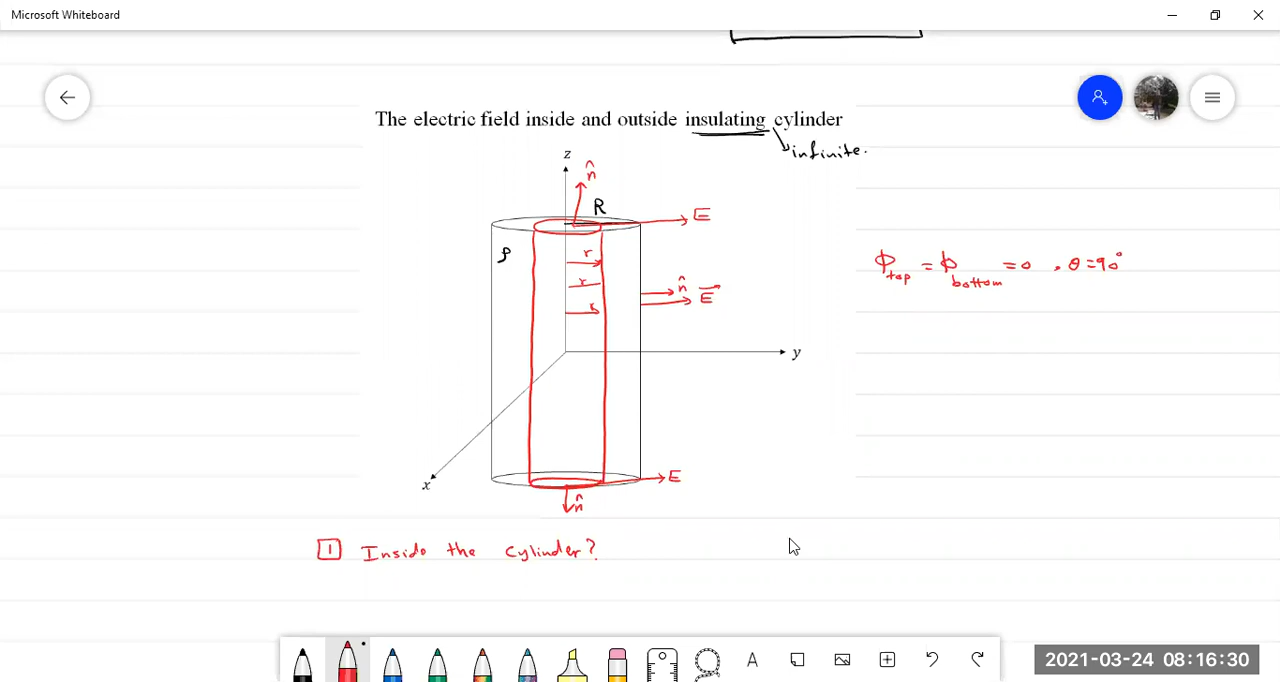 Microsoft Whiteboard
The electric field inside and outside insulating cylinder
infinite.
z
n̂
R
E
ρ
r
r
r
n̂ E⃗
Φtop = Φbottom = 0 , θ = 90°
y
x
E
n̂
1 Inside the cylinder?
A
2021-03-24 08:16:30